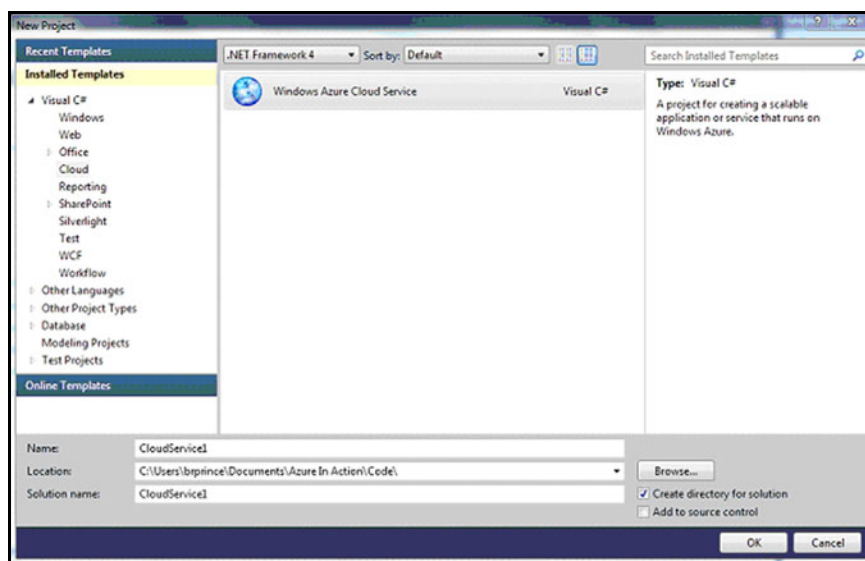 New Project
Recent Templates
Installed Templates
Visual C#
Windows
Web
Office
Cloud
Reporting
SharePoint
Silverlight
Test
WCF
Workflow
Other Languages
Other Project Types
Database
Modeling Projects
Test Projects
Online Templates
.NET Framework 4
Sort by: Default
Windows Azure Cloud Service Visual C#
Search Installed Templates
Type: Visual C#
A project for creating a scalable
application or service that runs on
Windows Azure.
Name: CloudService1
Location: C:\Users\brprince\Documents\Azure In Action\Code\
Browse...
Solution name: CloudService1
Create directory for solution
Add to source control
OK Cancel